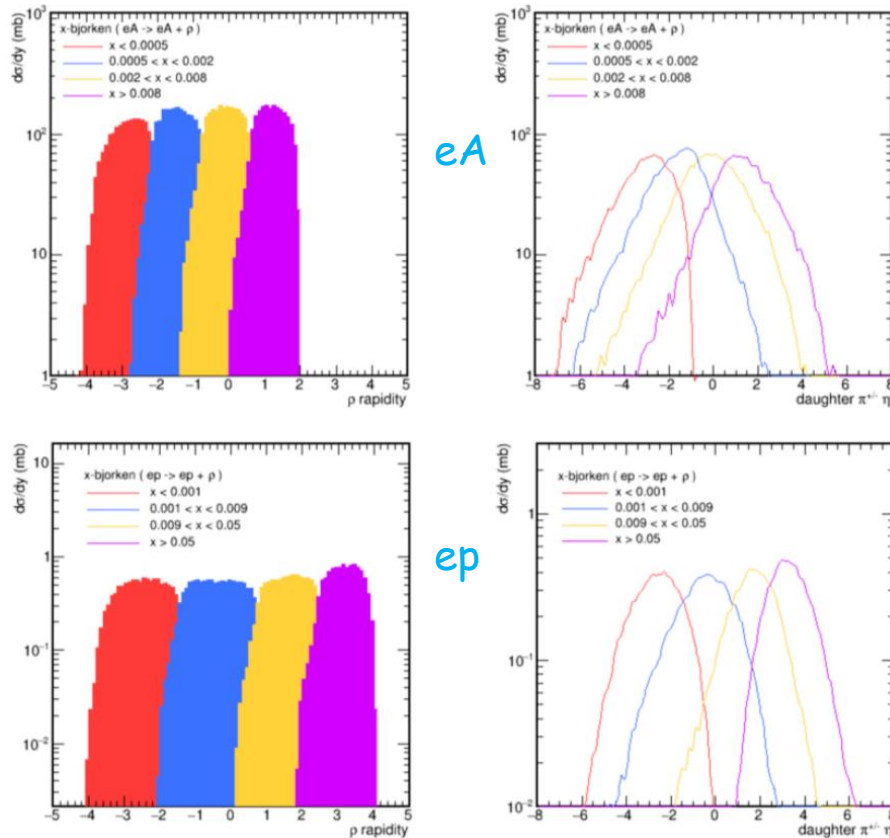 dσ/dy (mb)
10³
10²
10
1
x-bjorken ( eA -> eA + ρ )
x < 0.0005
0.0005 < x < 0.002
0.002 < x < 0.008
x > 0.008
−5 −4 −3 −2 −1 0 1 2 3 4 5
ρ rapidity
eA
dσ/dy (mb)
10³
10²
10
1
x-bjorken ( eA -> eA + ρ )
x < 0.0005
0.0005 < x < 0.002
0.002 < x < 0.008
x > 0.008
−8 −6 −4 −2 0 2 4 6 8
daughter π⁺/⁻ η
dσ/dy (mb)
10
1
10⁻¹
10⁻²
x-bjorken ( ep -> ep + ρ )
x < 0.001
0.001 < x < 0.009
0.009 < x < 0.05
x > 0.05
−5 −4 −3 −2 −1 0 1 2 3 4 5
ρ rapidity
ep
dσ/dy (mb)
1
10⁻¹
10⁻²
x-bjorken ( ep -> ep + ρ )
x < 0.001
0.001 < x < 0.009
0.009 < x < 0.05
x > 0.05
−8 −6 −4 −2 0 2 4 6 8
daughter π⁺/⁻ η